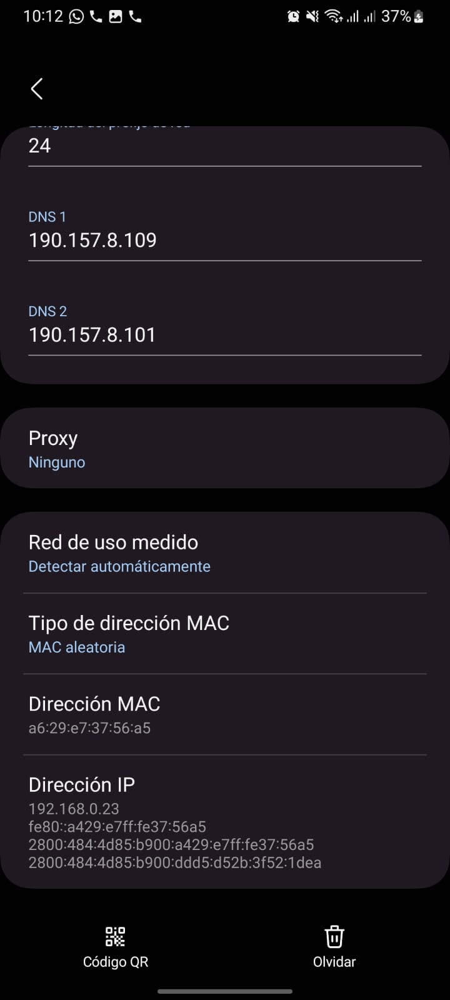 10:12
37%
24
DNS 1
190.157.8.109
DNS 2
190.157.8.101
Proxy
Ninguno
Red de uso medido
Detectar automáticamente
Tipo de dirección MAC
MAC aleatoria
Dirección MAC
a6:29:e7:37:56:a5
Dirección IP
192.168.0.23
fe80::a429:e7ff:fe37:56a5
2800:484:4d85:b900:a429:e7ff:fe37:56a5
2800:484:4d85:b900:ddd5:d52b:3f52:1dea
Código QR
Olvidar